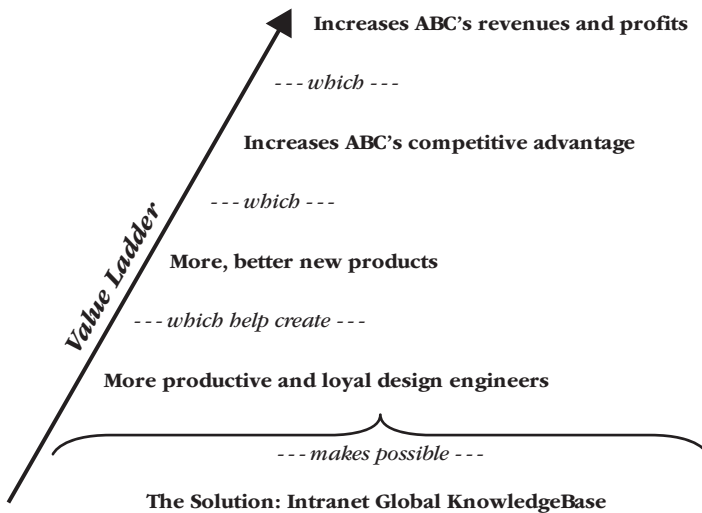 Increases ABC's revenues and profits
--- which ---
Increases ABC's competitive advantage
--- which ---
Value Ladder
More, better new products
--- which help create ---
More productive and loyal design engineers
--- makes possible ---
The Solution: Intranet Global KnowledgeBase